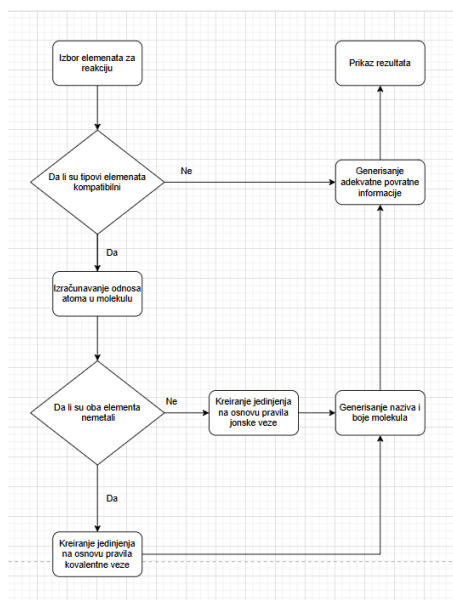 Izbor elemenata za
reakciju
Prikaz rezultata
Da li su tipovi elemenata
kompatibilni
Ne
Generisanje
adekvatne povratne
informacije
Da
Izračunavanje odnosa
atoma u molekulu
Da li su oba elementa
nemetali
Ne
Kreiranje jedinjenja
na osnovu pravila
jonske veze
Generisanje naziva i
boje molekula
Da
Kreiranje jedinjenja
na osnovu pravila
kovalentne veze